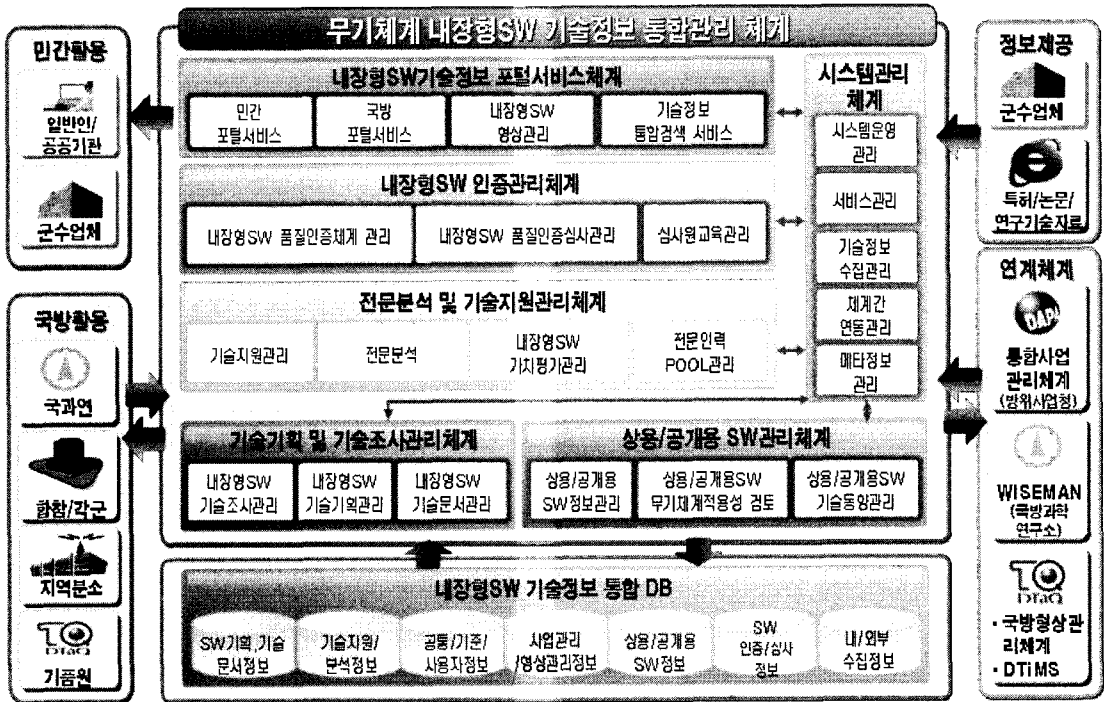 무기체계 내장형SW 기술정보 통합관리 체계
민간활용
일반인/
공공기관
군수업체
국방활용
국과연
합참/각군
지역분소
DTaQ
기품원
내장형SW기술정보 포털서비스체계
민간
포털서비스
국방
포털서비스
내장형SW
형상관리
기술정보
통합검색 서비스
내장형SW 인증관리체계
내장형SW 품질인증체계 관리
내장형SW 품질인증심사관리
심사원교육관리
전문분석 및 기술지원관리체계
기술지원관리
전문분석
내장형SW
가치평가관리
전문인력
POOL관리
시스템관리
체계
시스템운영
관리
서비스관리
기술정보
수집관리
체계간
연동관리
메타정보
관리
기술기획 및 기술조사관리체계
내장형SW
기술조사관리
내장형SW
기술기획관리
내장형SW
기술문서관리
상용/공개용 SW관리체계
상용/공개용
SW정보관리
상용/공개용SW
무기체계적용성 검토
상용/공개용SW
기술동향관리
내장형SW 기술정보 통합 DB
SW기획,기술
문서정보
기술지원/
분석정보
공통/기준/
사용자정보
사업관리
/형상관리정보
상용/공개용
SW정보
SW
인증/심사
정보
내/외부
수집정보
정보제공
군수업체
특허/논문/
연구기술자료
연계체계
DAPA
통합사업
관리체계
(방위사업청)
WISEMAN
(국방과학
연구소)
DTaQ
· 국방형상관
리체계
· DTiMS